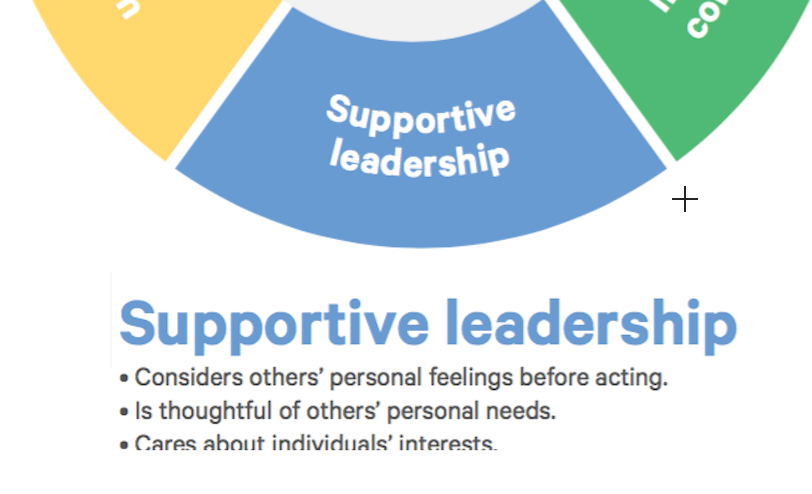 Supportive
leadership
Supportive leadership
• Considers others’ personal feelings before acting.
• Is thoughtful of others’ personal needs.
• Cares about individuals’ interests.